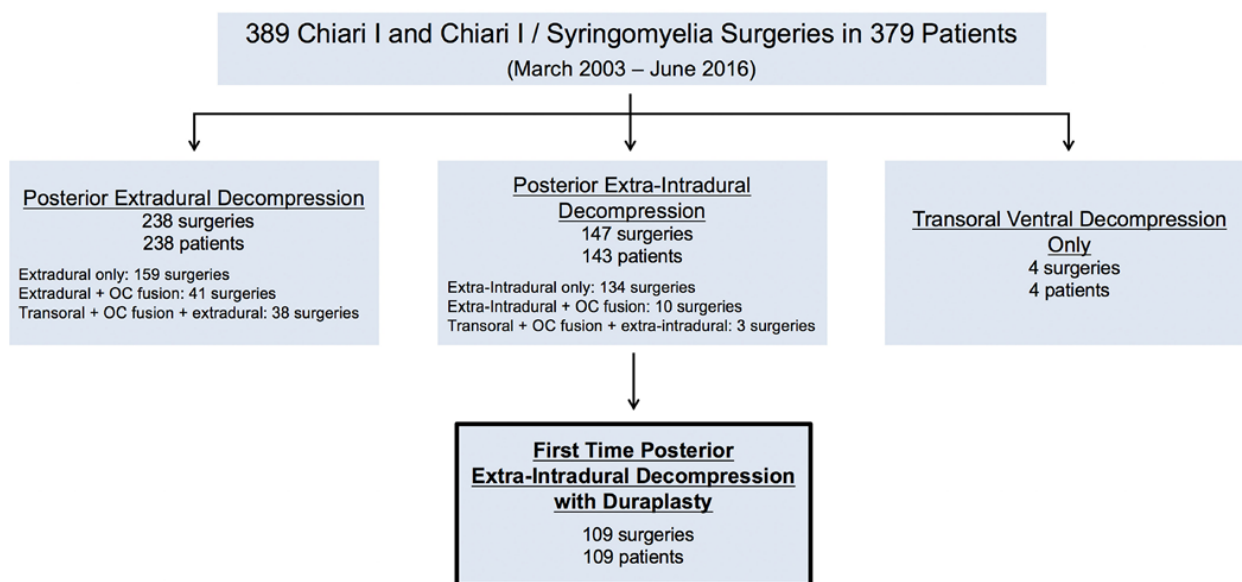 389 Chiari I and Chiari I / Syringomyelia Surgeries in 379 Patients
(March 2003 – June 2016)
Posterior Extradural Decompression
238 surgeries
238 patients
Extradural only: 159 surgeries
Extradural + OC fusion: 41 surgeries
Transoral + OC fusion + extradural: 38 surgeries
Posterior Extra-Intradural
Decompression
147 surgeries
143 patients
Extra-Intradural only: 134 surgeries
Extra-Intradural + OC fusion: 10 surgeries
Transoral + OC fusion + extra-intradural: 3 surgeries
Transoral Ventral Decompression
Only
4 surgeries
4 patients
First Time Posterior
Extra-Intradural Decompression
with Duraplasty
109 surgeries
109 patients